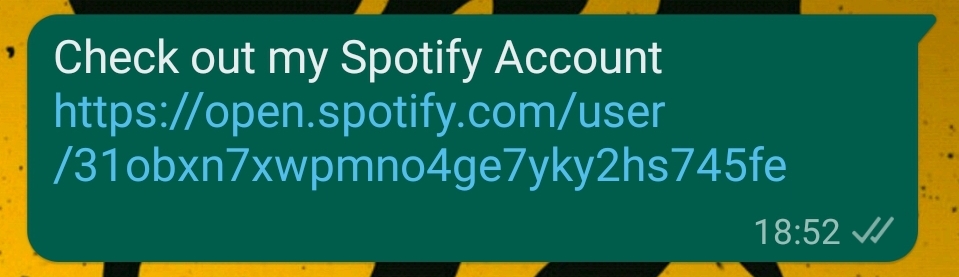 Check out my Spotify Account
https://open.spotify.com/user
/31obxn7xwpmno4ge7yky2hs745fe
18:52